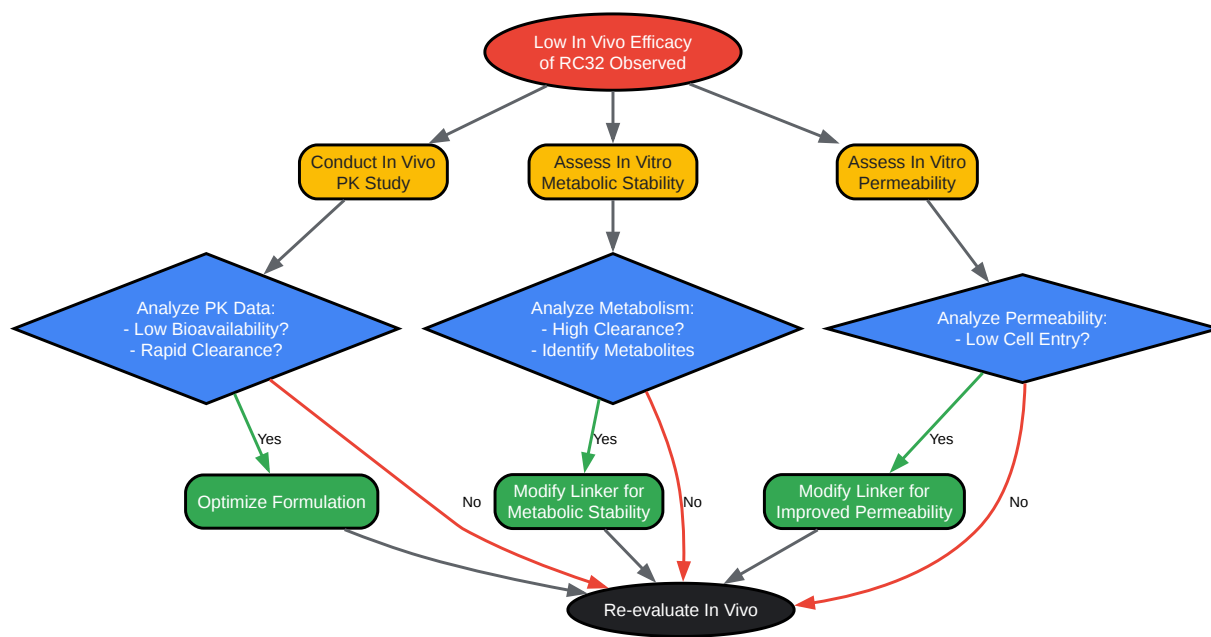 Low In Vivo Efficacy
of RC32 Observed
Conduct In Vivo
PK Study
Assess In Vitro
Metabolic Stability
Assess In Vitro
Permeability
Analyze PK Data:
- Low Bioavailability?
- Rapid Clearance?
Analyze Metabolism:
- High Clearance?
- Identify Metabolites
Analyze Permeability:
- Low Cell Entry?
Yes
Yes
Yes
Optimize Formulation
No
Modify Linker for
Metabolic Stability
No
Modify Linker for
Improved Permeability
No
Re-evaluate In Vivo